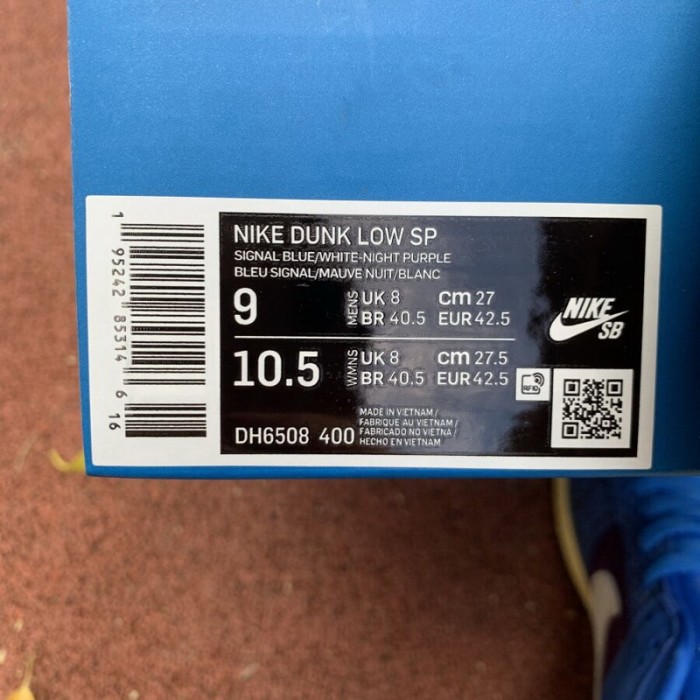 1 95242 85314 6 16
NIKE DUNK LOW SP
SIGNAL BLUE/WHITE-NIGHT PURPLE
BLEU SIGNAL/MAUVE NUIT/BLANC
9 MENS UK 8 cm 27
BR 40.5 EUR 42.5
10.5 WMNS UK 8 cm 27.5
BR 40.5 EUR 42.5
NIKE
SB
RFID
DH6508 400
MADE IN VIETNAM /
FABRIQUE AU VIETNAM /
FABRICADO NO VIETNA /
HECHO EN VIETNAM